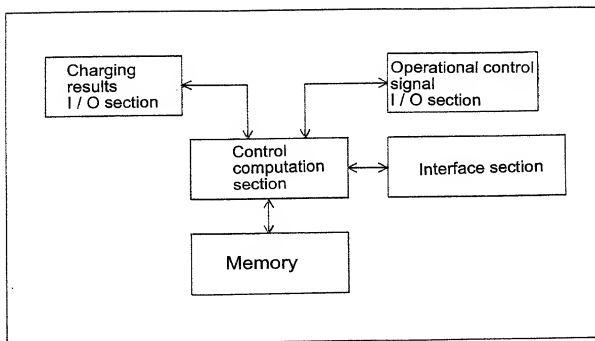 Charging
results
I / O section
Operational control
signal
I / O section
Control
computation
section
Interface section
Memory